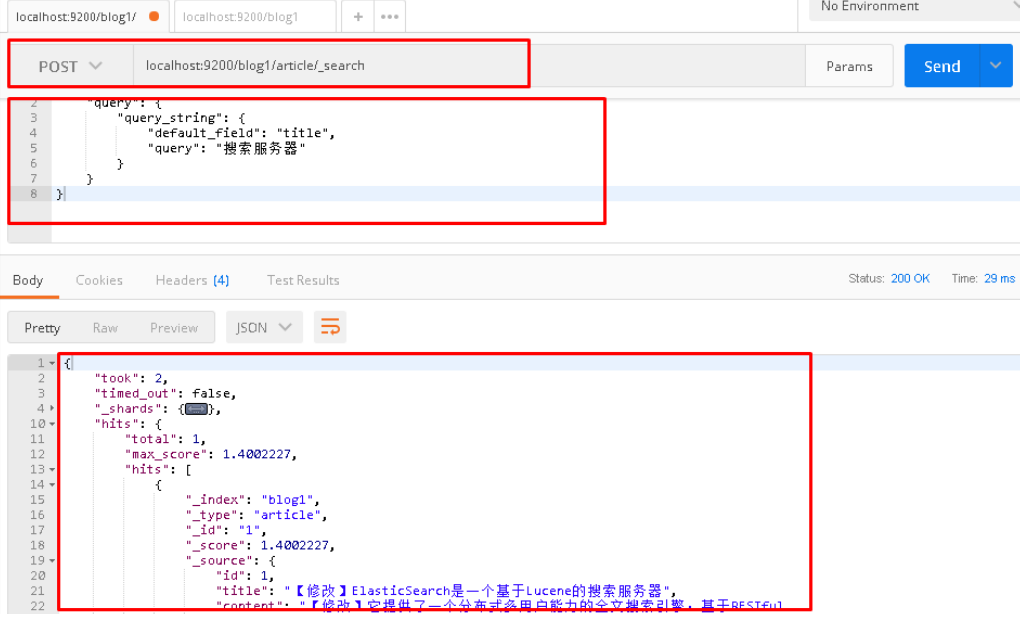 localhost:9200/blog1/
localhost:9200/blog1
No Environment
POST
localhost:9200/blog1/article/_search
Params
Send
2 "query": {
3 "query_string": {
4 "default_field": "title",
5 "query": "搜索服务器"
6 }
7 }
8 }
Body Cookies Headers (4) Test Results Status: 200 OK Time: 29 ms
Pretty Raw Preview JSON
1 {
2 "took": 2,
3 "timed_out": false,
4 "_shards": {},
10 "hits": {
11 "total": 1,
12 "max_score": 1.4002227,
13 "hits": [
14 {
15 "_index": "blog1",
16 "_type": "article",
17 "_id": "1",
18 "_score": 1.4002227,
19 "_source": {
20 "id": 1,
21 "title": "【修改】ElasticSearch是一个基于Lucene的搜索服务器",
22 "content": "【修改】它提供了一个分布式多用户能力的全文搜索引擎，基于RESTful